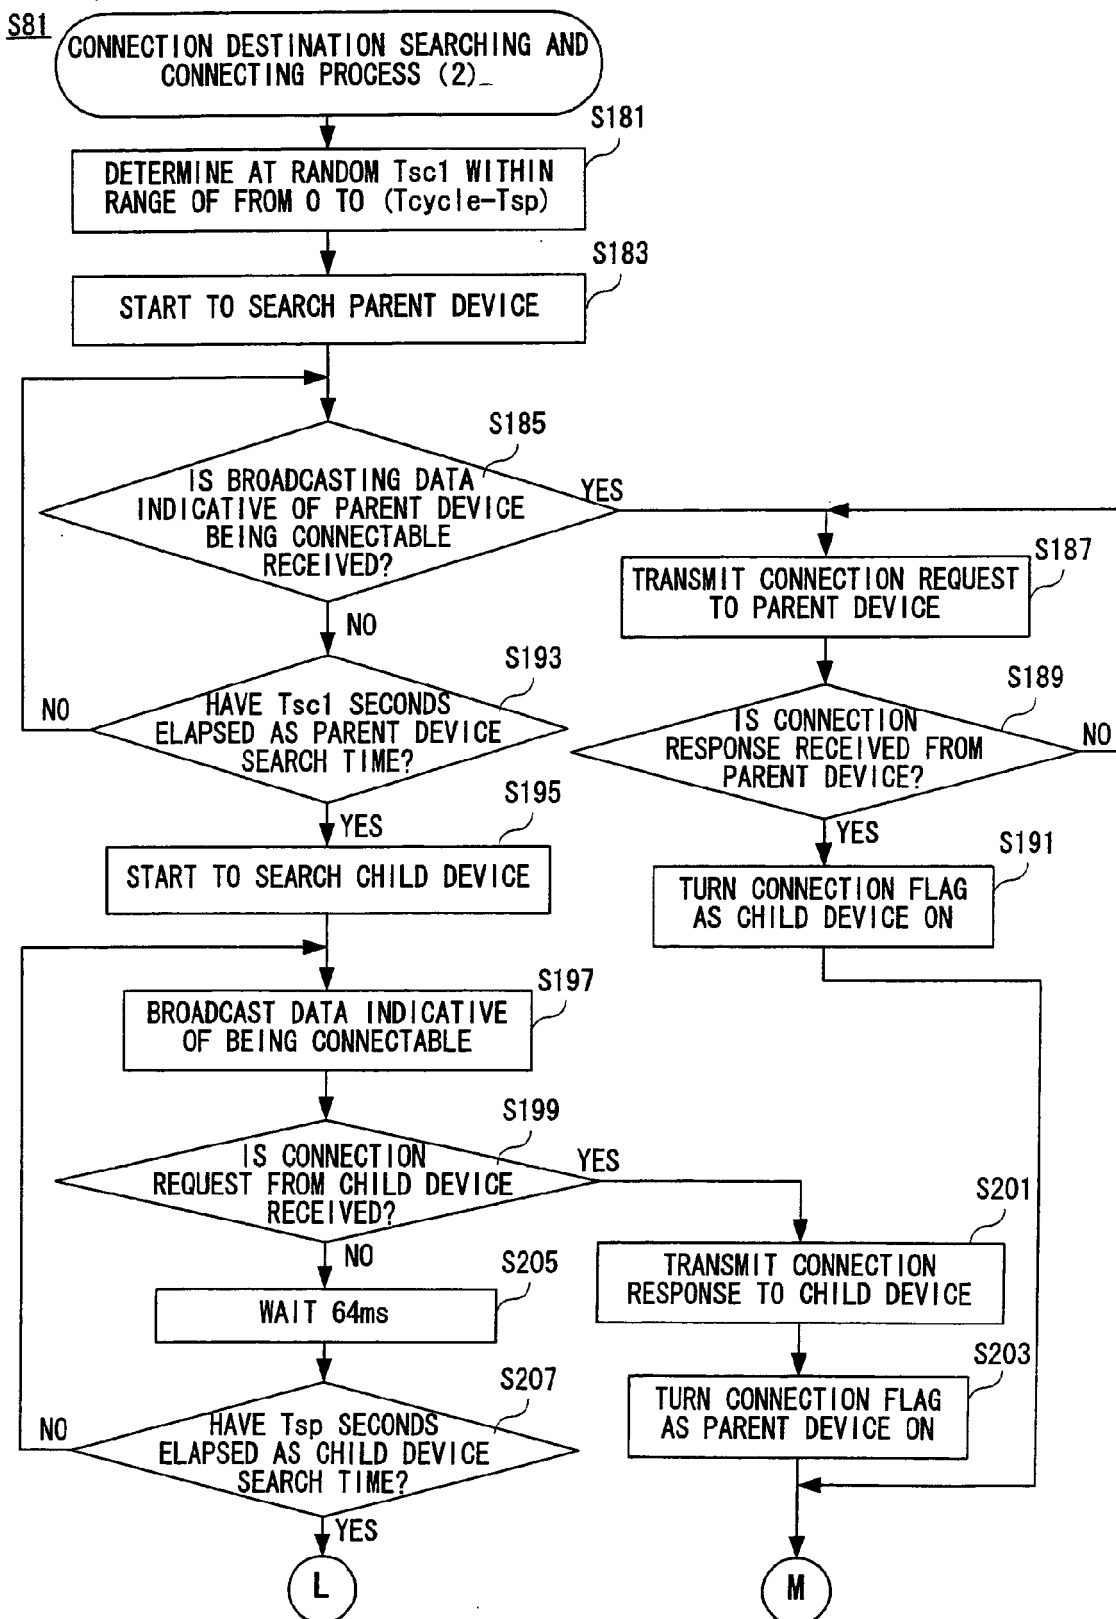 S81
CONNECTION DESTINATION SEARCHING AND
CONNECTING PROCESS (2)
S181
DETERMINE AT RANDOM Tsc1 WITHIN
RANGE OF FROM 0 TO (Tcycle-Tsp)
S183
START TO SEARCH PARENT DEVICE
S185
IS BROADCASTING DATA
INDICATIVE OF PARENT DEVICE
BEING CONNECTABLE
RECEIVED?
YES
NO
S187
TRANSMIT CONNECTION REQUEST
TO PARENT DEVICE
S189
IS CONNECTION
RESPONSE RECEIVED FROM
PARENT DEVICE?
NO
YES
S191
TURN CONNECTION FLAG
AS CHILD DEVICE ON
S193
HAVE Tsc1 SECONDS
ELAPSED AS PARENT DEVICE
SEARCH TIME?
NO
YES
S195
START TO SEARCH CHILD DEVICE
S197
BROADCAST DATA INDICATIVE
OF BEING CONNECTABLE
S199
IS CONNECTION
REQUEST FROM CHILD DEVICE
RECEIVED?
YES
NO
S201
TRANSMIT CONNECTION
RESPONSE TO CHILD DEVICE
S203
TURN CONNECTION FLAG
AS PARENT DEVICE ON
S205
WAIT 64ms
S207
HAVE Tsp SECONDS
ELAPSED AS CHILD DEVICE
SEARCH TIME?
NO
YES
L
M